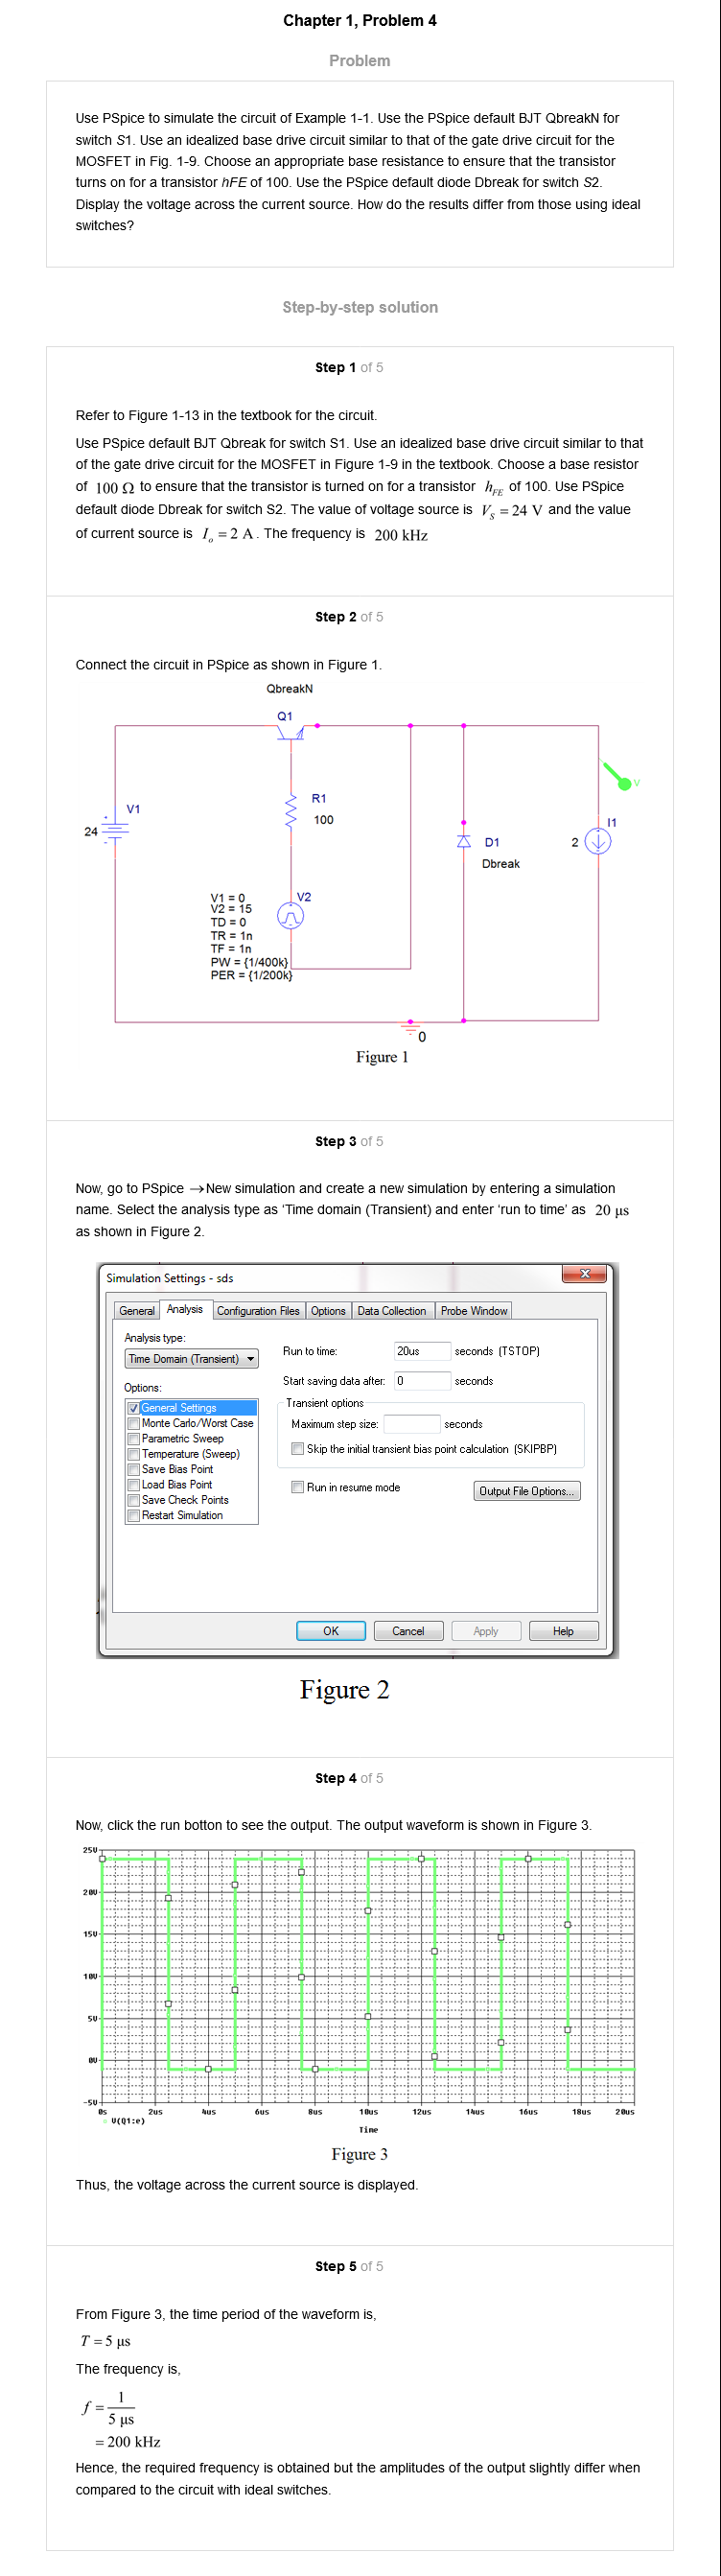 Chapter 1, Problem 4
Problem
Use PSpice to simulate the circuit of Example 1-1. Use the PSpice default BJT QbreakN for
switch S1. Use an idealized base drive circuit similar to that of the gate drive circuit for the
MOSFET in Fig. 1-9. Choose an appropriate base resistance to ensure that the transistor
turns on for a transistor hFE of 100. Use the PSpice default diode Dbreak for switch S2.
Display the voltage across the current source. How do the results differ from those using ideal
switches?
Step-by-step solution
Step 1 of 5
Refer to Figure 1-13 in the textbook for the circuit.
Use PSpice default BJT Qbreak for switch S1. Use an idealized base drive circuit similar to that
of the gate drive circuit for the MOSFET in Figure 1-9 in the textbook. Choose a base resistor
of 100 Ω to ensure that the transistor is turned on for a transistor h_FE of 100. Use PSpice
default diode Dbreak for switch S2. The value of voltage source is V_S = 24 V and the value
of current source is I_o = 2 A. The frequency is 200 kHz
Step 2 of 5
Connect the circuit in PSpice as shown in Figure 1.
QbreakN
Q1
R1
100
V1
24
I1
2
D1
Dbreak
V
V2
V1 = 0
V2 = 15
TD = 0
TR = 1n
TF = 1n
PW = {1/400k}
PER = {1/200k}
0
Figure 1
Step 3 of 5
Now, go to PSpice →New simulation and create a new simulation by entering a simulation
name. Select the analysis type as 'Time domain (Transient) and enter 'run to time' as 20 µs
as shown in Figure 2.
Simulation Settings - sds
General Analysis Configuration Files Options Data Collection Probe Window
Analysis type:
Time Domain (Transient)
Run to time: 20us seconds (TSTOP)
Start saving data after: 0 seconds
Options:
General Settings
Monte Carlo/Worst Case
Parametric Sweep
Temperature (Sweep)
Save Bias Point
Load Bias Point
Save Check Points
Restart Simulation
Transient options
Maximum step size: seconds
Skip the initial transient bias point calculation (SKIPBP)
Run in resume mode
Output File Options...
OK Cancel Apply Help
Figure 2
Step 4 of 5
Now, click the run botton to see the output. The output waveform is shown in Figure 3.
25V
20V
15V
10V
5V
0V
-5V
0s 2us 4us 6us 8us 10us 12us 14us 16us 18us 20us
V(Q1:e)
Time
Figure 3
Thus, the voltage across the current source is displayed.
Step 5 of 5
From Figure 3, the time period of the waveform is,
T = 5 µs
The frequency is,
f = 1 / 5 µs
= 200 kHz
Hence, the required frequency is obtained but the amplitudes of the output slightly differ when
compared to the circuit with ideal switches.